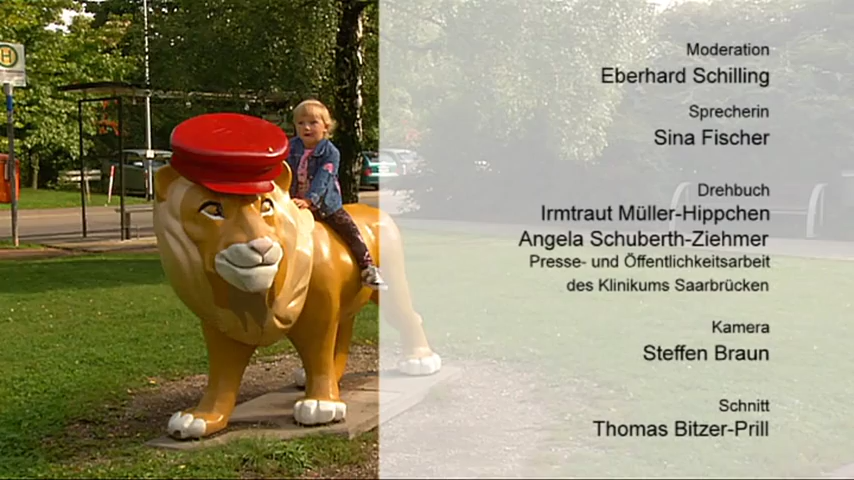 H
Moderation
Eberhard Schilling
Sprecherin
Sina Fischer
Drehbuch
Irmtraut Müller-Hippchen
Angela Schuberth-Ziehmer
Presse- und Öffentlichkeitsarbeit
des Klinikums Saarbrücken
Kamera
Steffen Braun
Schnitt
Thomas Bitzer-Prill